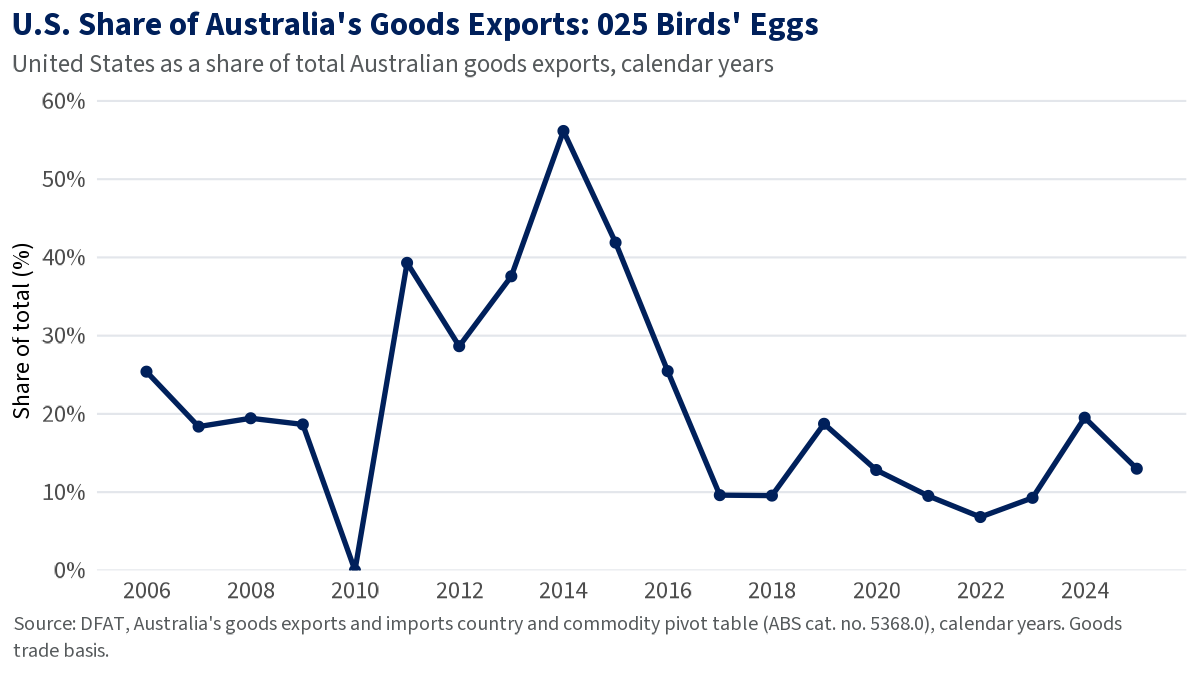 U.S. Share of Australia's Goods Exports: 025 Birds' Eggs
United States as a share of total Australian goods exports, calendar years
60%
50%
40%
30%
20%
10%
0%
Share of total (%)
2006 2008 2010 2012 2014 2016 2018 2020 2022 2024
Source: DFAT, Australia's goods exports and imports country and commodity pivot table (ABS cat. no. 5368.0), calendar years. Goods
trade basis.